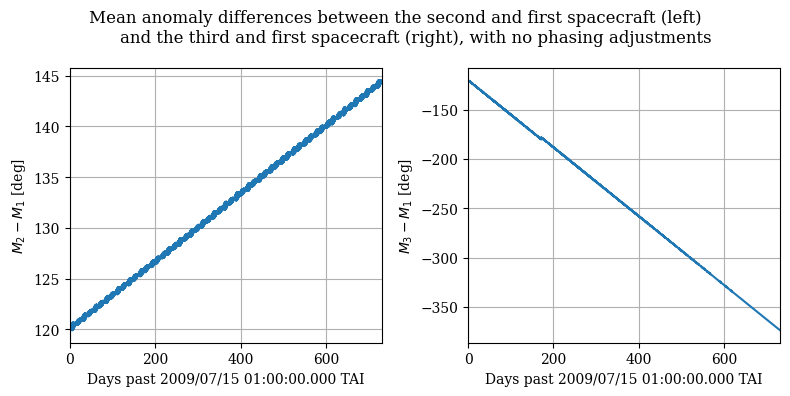 Mean anomaly differences between the second and first spacecraft (left)
and the third and first spacecraft (right), with no phasing adjustments
145
140
135
130
125
120
M₂ − M₁ [deg]
0 200 400 600
Days past 2009/07/15 01:00:00.000 TAI
−150
−200
−250
−300
−350
M₃ − M₁ [deg]
0 200 400 600
Days past 2009/07/15 01:00:00.000 TAI